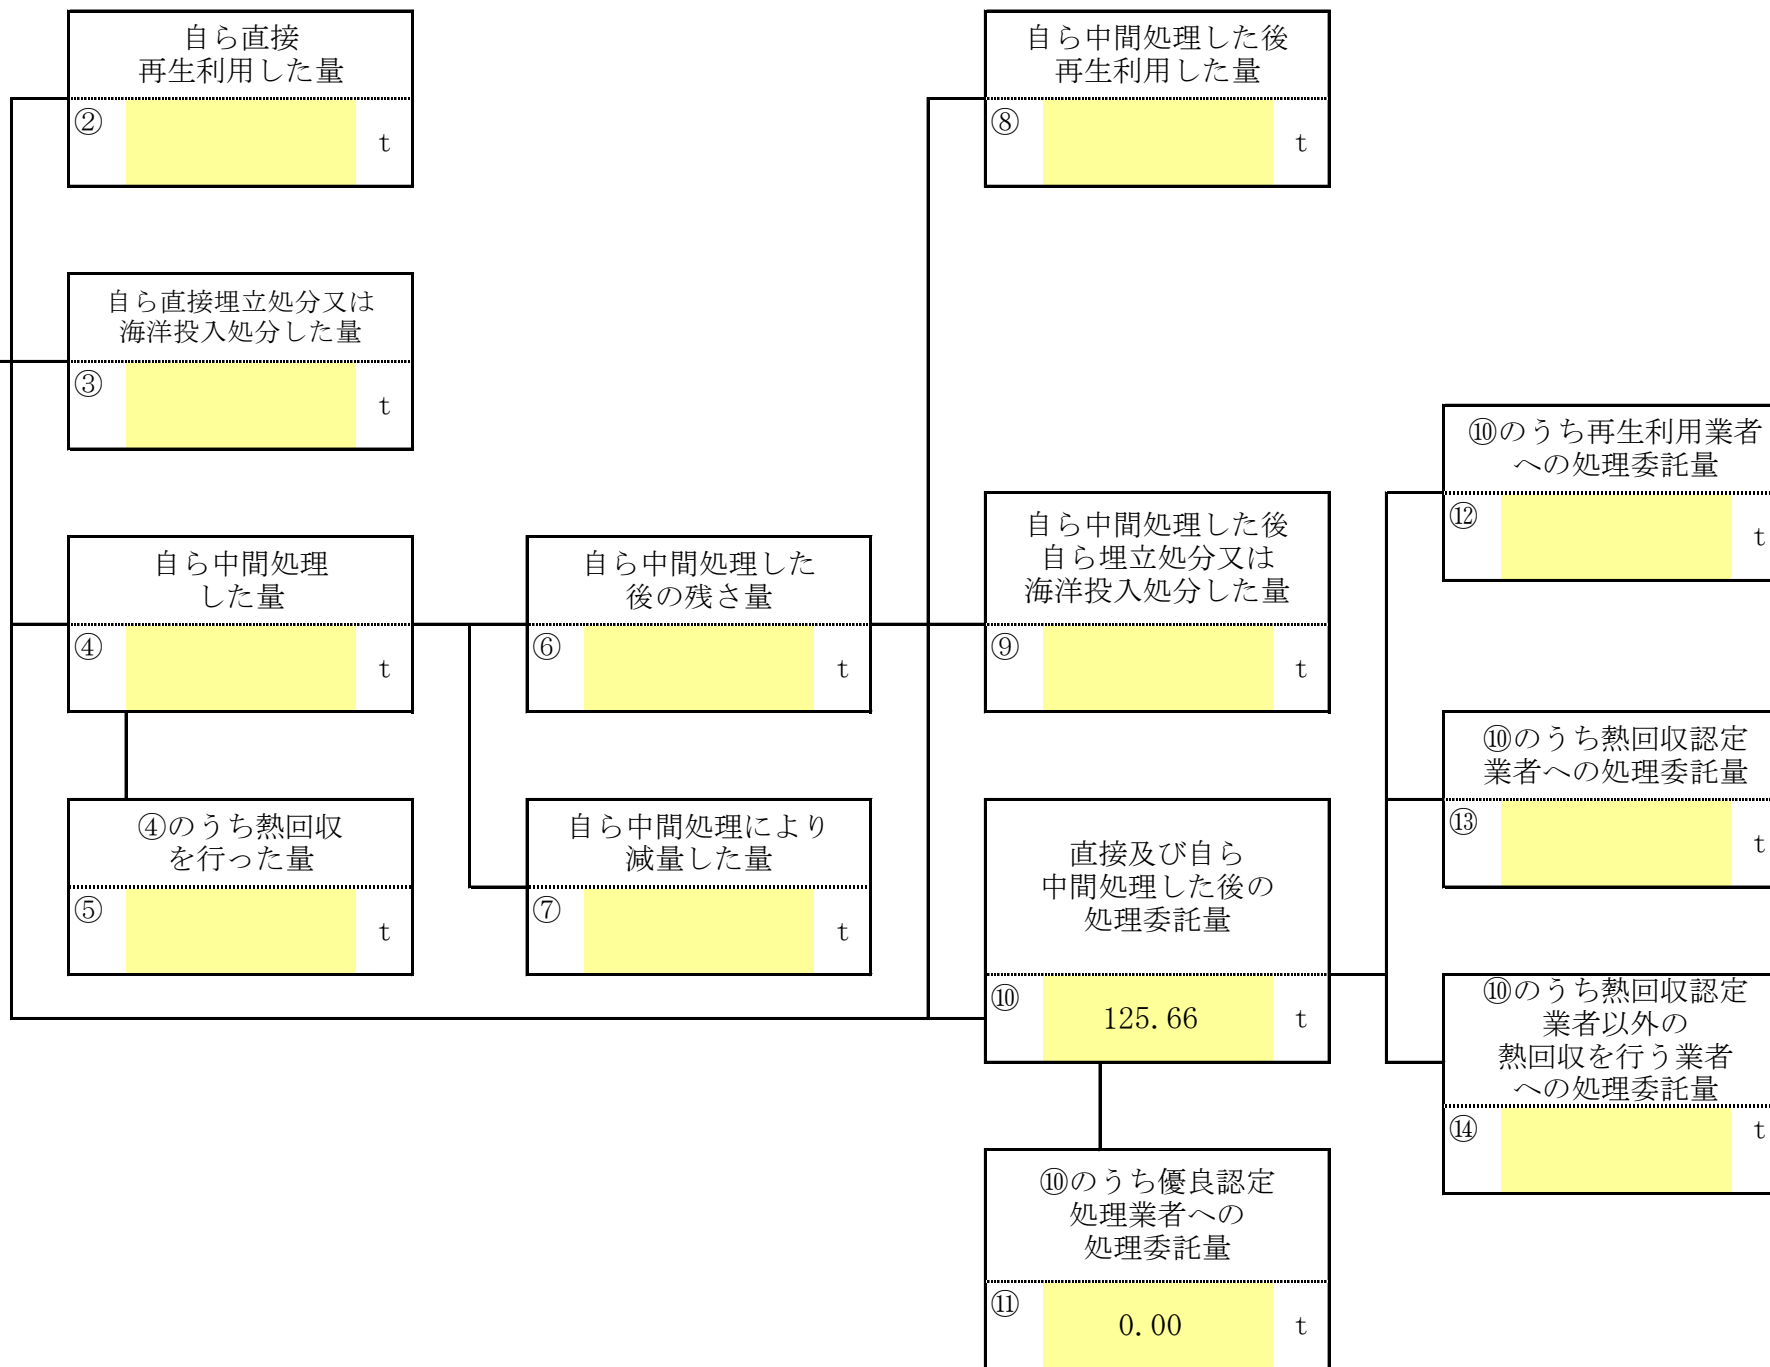 自ら直接
再生利用した量
②
t
自ら中間処理した後
再生利用した量
⑧
t
自ら直接埋立処分又は
海洋投入処分した量
③
t
⑩のうち再生利用業者
への処理委託量
⑫
t
自ら中間処理
した量
④
t
自ら中間処理した
後の残さ量
⑥
t
自ら中間処理した後
自ら埋立処分又は
海洋投入処分した量
⑨
t
⑩のうち熱回収認定
業者への処理委託量
⑬
t
④のうち熱回収
を行った量
⑤
t
自ら中間処理により
減量した量
⑦
t
直接及び自ら
中間処理した後の
処理委託量
⑩
125.66
t
⑩のうち熱回収認定
業者以外の
熱回収を行う業者
への処理委託量
⑭
t
⑩のうち優良認定
処理業者への
処理委託量
⑪
0.00
t